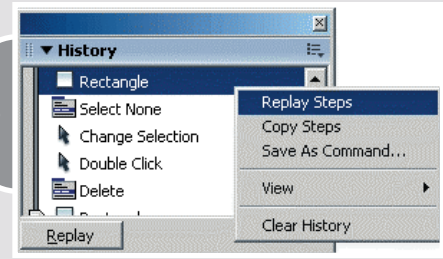 History
Rectangle
Select None
Change Selection
Double Click
Delete
Replay
Replay Steps
Copy Steps
Save As Command...
View
Clear History